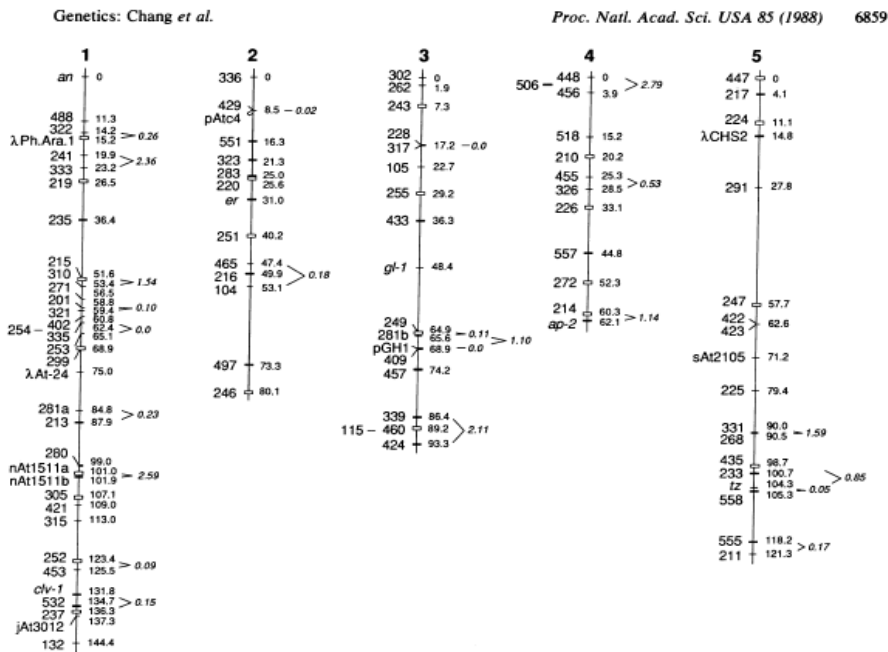 Genetics: Chang et al.
Proc. Natl. Acad. Sci. USA 85 (1988) 6859
1
an 0
488 11.3
322 14.2
λPh.Ara.1 15.2 > 0.26
241 19.9
333 23.2 > 2.36
219 26.5
235 36.4
215
310 51.6
271 53.4 > 1.54
201 56.5
321 58.8
254 – 402 59.4 > 0.10
335 60.8
253 62.4 > 0.0
299 65.1
λAt-24 68.9
75.0
281a 84.8
213 87.9 > 0.23
280 99.0
nAt1511a 101.0
nAt1511b 101.9 > 2.59
305 107.1
421 109.0
315 113.0
252 123.4
453 125.5 > 0.09
clv-1 131.8
532 134.7 > 0.15
237 136.3
jAt3012 137.3
132 144.4
2
336 0
429 8.5 – 0.02
pAtc4
551 16.3
323 21.3
283 25.0
220 25.6
er 31.0
251 40.2
465 47.4
216 49.9 > 0.18
104 53.1
497 73.3
246 80.1
3
302 0
262 1.9
243 7.3
228
317 17.2 – 0.0
105 22.7
255 29.2
433 36.3
gl-1 48.4
249 64.9
281b 65.6 – 0.11
pGH1 68.9 – 0.0 > 1.10
409
457 74.2
339 86.4
115 – 460 89.2 > 2.11
424 93.3
4
448 0
506 – > 2.79
456 3.9
518 15.2
210 20.2
455 25.3
326 28.5 > 0.53
226 33.1
557 44.8
272 52.3
214 60.3
ap-2 62.1 > 1.14
5
447 0
217 4.1
224 11.1
λCHS2 14.8
291 27.8
247 57.7
422
423 62.6
sAt2105 71.2
225 79.4
331 90.0
268 90.5 – 1.59
435 98.7
233 100.7 > 0.85
tz 104.3
558 105.3 – 0.05
555 118.2
211 121.3 > 0.17